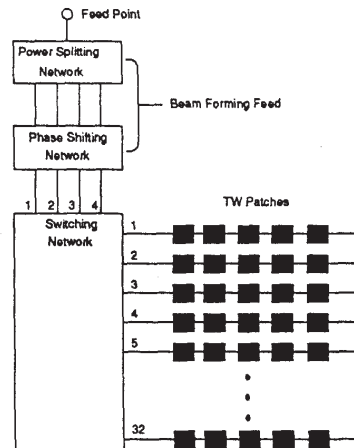 Feed Point
Power Splitting
Network
Beam Forming Feed
Phase Shifting
Network
1 2 3 4
Switching
Network
TW Patches
1
2
3
4
5
32